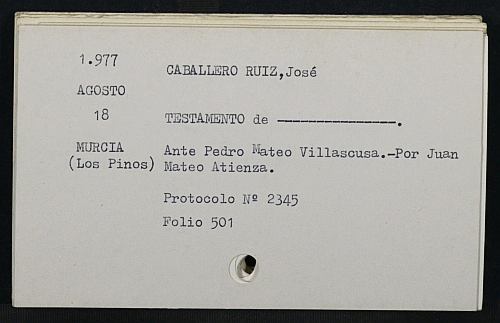 1.977
CABALLERO RUIZ,José
AGOSTO
18
TESTAMENTO de ---------------.
MURCIA
(Los Pinos)
Ante Pedro Mateo Villascusa.-Por Juan
Mateo Atienza.
Protocolo Nº 2345
Folio 501